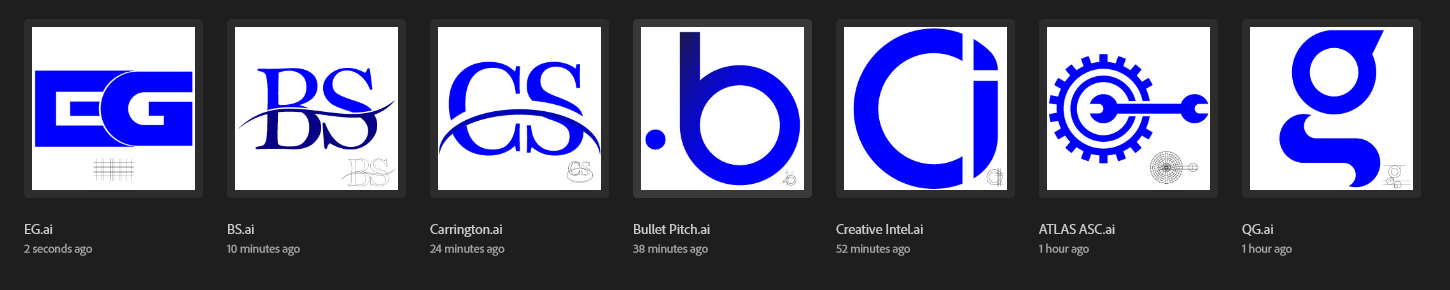 EG
BS
BS
CS
CS
.b
Ci
g
EG.ai
2 seconds ago
BS.ai
10 minutes ago
Carrington.ai
24 minutes ago
Bullet Pitch.ai
38 minutes ago
Creative Intel.ai
52 minutes ago
ATLAS ASC.ai
1 hour ago
QG.ai
1 hour ago